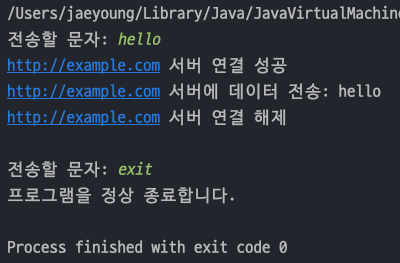 /Users/jaeyoung/Library/Java/JavaVirtualMachine
전송할 문자: hello
http://example.com 서버 연결 성공
http://example.com 서버에 데이터 전송: hello
http://example.com 서버 연결 해제
전송할 문자: exit
프로그램을 정상 종료합니다.
Process finished with exit code 0